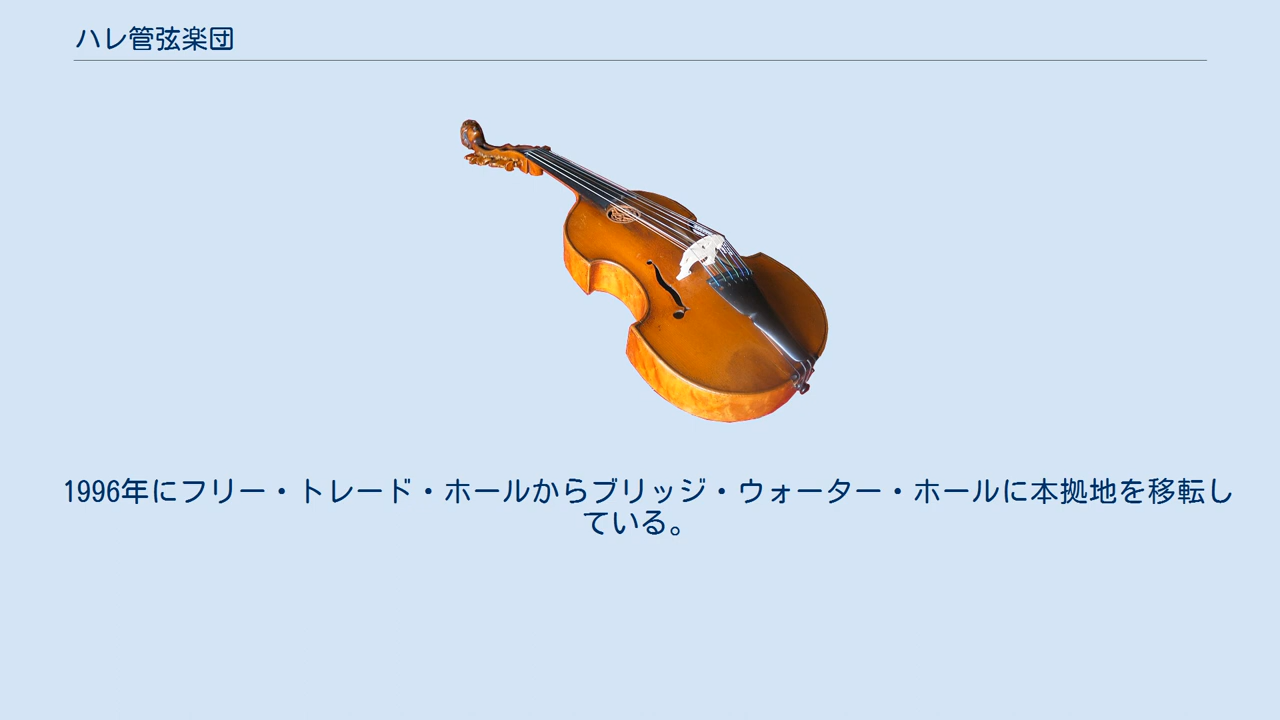 ハレ管弦楽団
1996年にフリー・トレード・ホールからブリッジ・ウォーター・ホールに本拠地を移転し
ている。